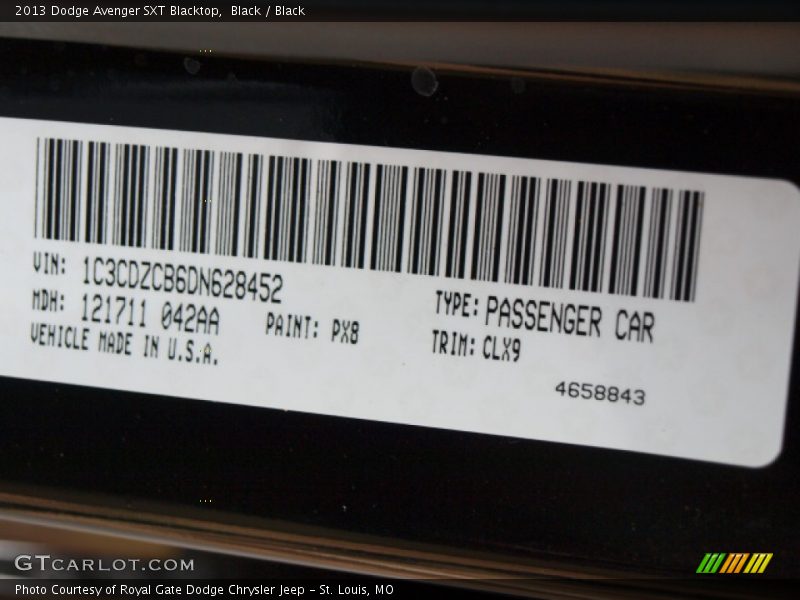 2013 Dodge Avenger SXT Blacktop,  Black / Black
VIN: 1C3CDZCB6DN628452
MDH: 121711 042AA
PAINT: PX8
VEHICLE MADE IN U.S.A.
TYPE: PASSENGER CAR
TRIM: CLX9
4658843
GTCARLOT.COM
Photo Courtesy of Royal Gate Dodge Chrysler Jeep - St. Louis, MO